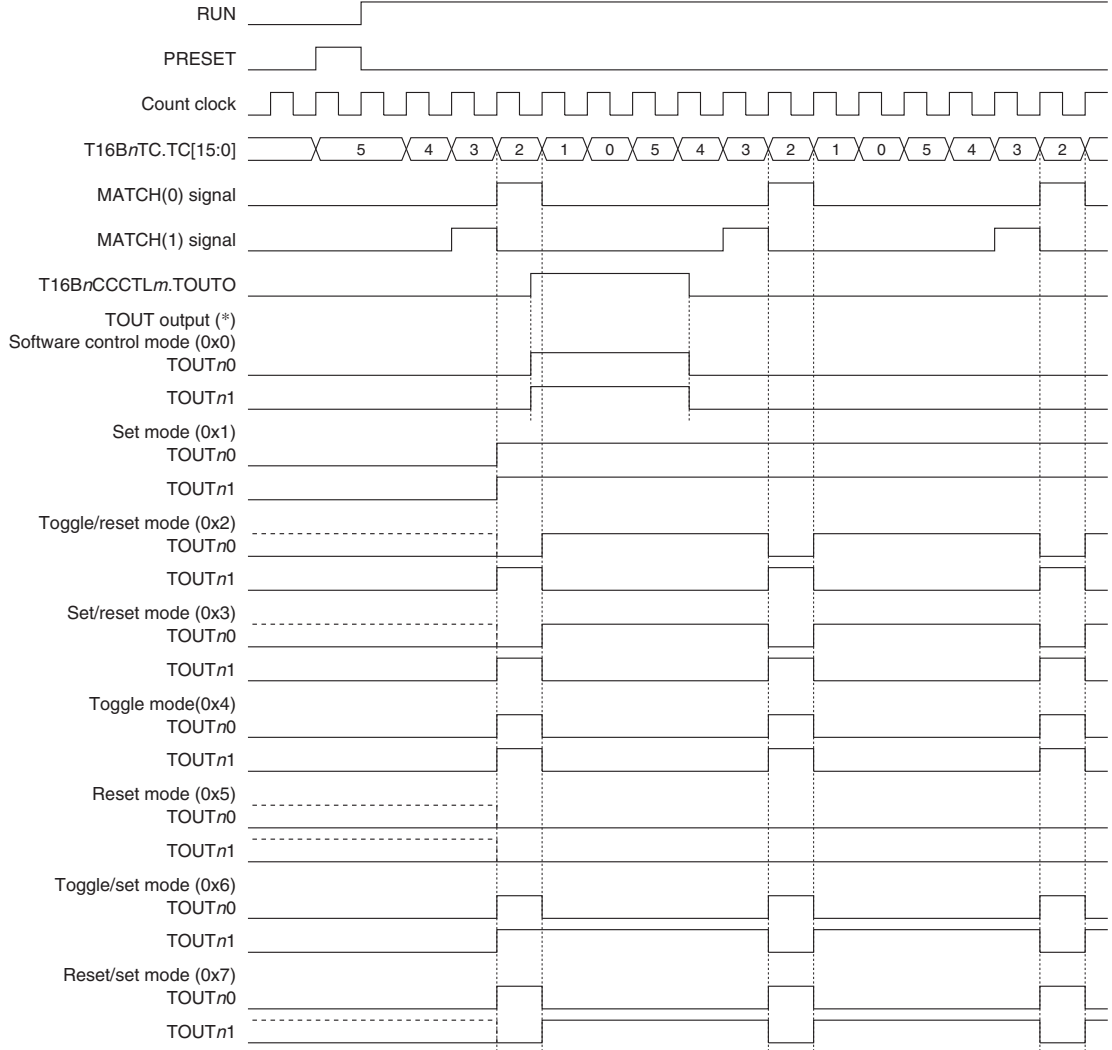 RUN
PRESET
Count clock
T16BnTC.TC[15:0] 5 4 3 2 1 0 5 4 3 2 1 0 5 4 3 2
MATCH(0) signal
MATCH(1) signal
T16BnCCCTLm.TOUTO
TOUT output (*)
Software control mode (0x0)
TOUTn0
TOUTn1
Set mode (0x1)
TOUTn0
TOUTn1
Toggle/reset mode (0x2)
TOUTn0
TOUTn1
Set/reset mode (0x3)
TOUTn0
TOUTn1
Toggle mode(0x4)
TOUTn0
TOUTn1
Reset mode (0x5)
TOUTn0
TOUTn1
Toggle/set mode (0x6)
TOUTn0
TOUTn1
Reset/set mode (0x7)
TOUTn0
TOUTn1